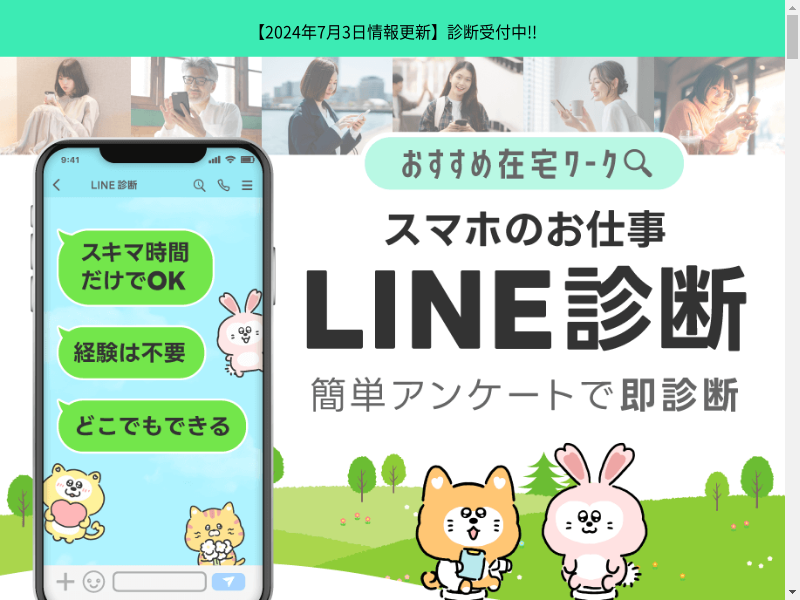 【2024年7月3日情報更新】診断受付中!!
おすすめ在宅ワーク
スマホのお仕事
LINE診断
簡単アンケートで即診断
9:41
LINE 診断
スキマ時間
だけでOK
経験は不要
どこでもできる